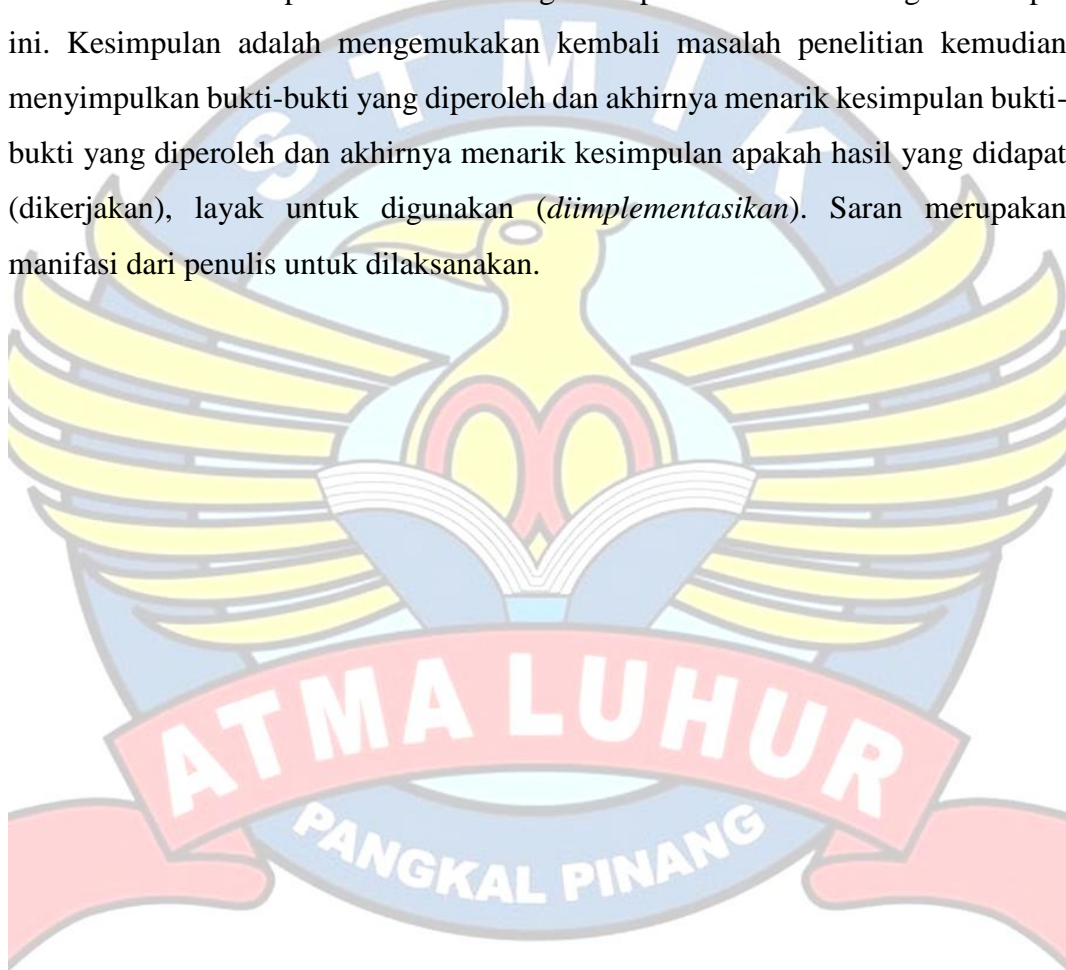 ini. Kesimpulan adalah mengemukakan kembali masalah penelitian kemudian
menyimpulkan bukti-bukti yang diperoleh dan akhirnya menarik kesimpulan bukti-
bukti yang diperoleh dan akhirnya menarik kesimpulan apakah hasil yang didapat
(dikerjakan), layak untuk digunakan (diimplementasikan). Saran merupakan
manifasi dari penulis untuk dilaksanakan.
STMIK
ATMA LUHUR
PANGKAL PINANG